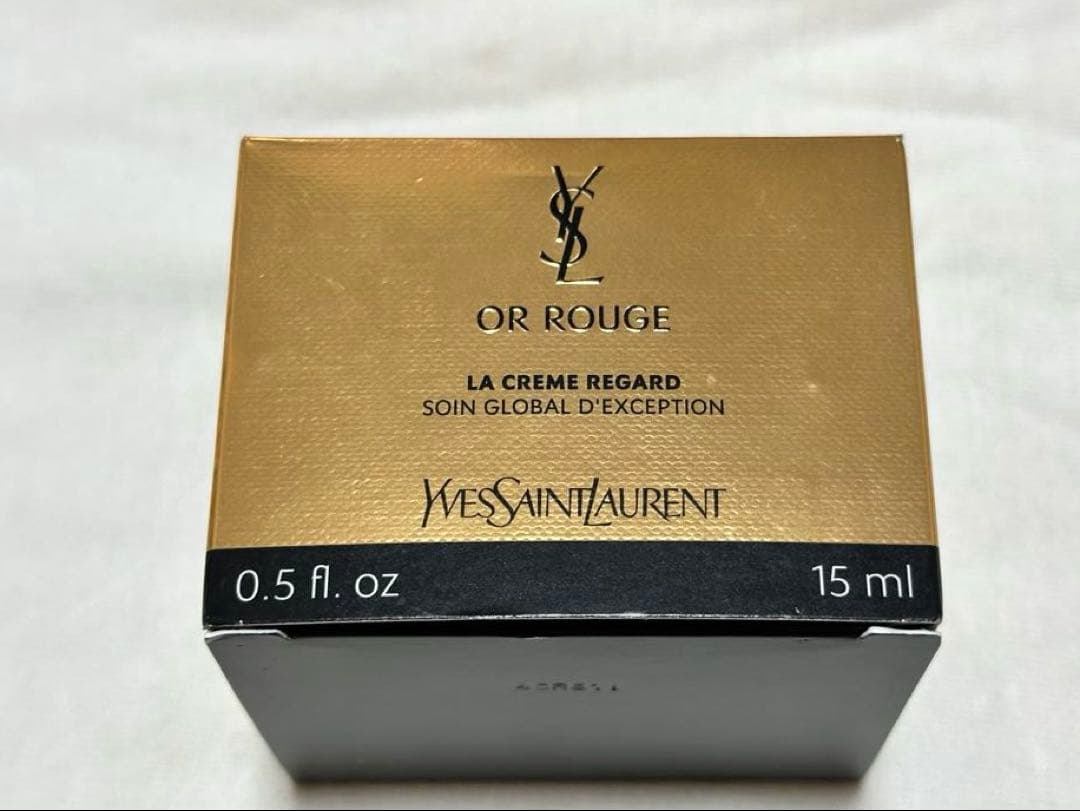 YSL
OR ROUGE
LA CREME REGARD
SOIN GLOBAL D'EXCEPTION
YVESSAINTLAURENT
0.5 fl. oz 15 ml